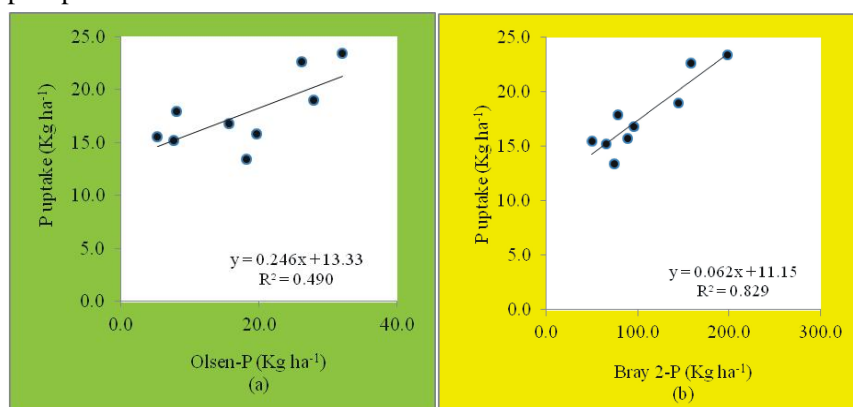 25.0
20.0
15.0
10.0
5.0
0.0
P uptake (Kg ha-1)
y = 0.246x + 13.33
R² = 0.490
0.0 20.0 40.0
Olsen-P (Kg ha-1)
(a)
25.0
20.0
15.0
10.0
5.0
0.0
P uptake (Kg ha-1)
y = 0.062x + 11.15
R² = 0.829
0.0 100.0 200.0 300.0
Bray 2-P (Kg ha-1)
(b)